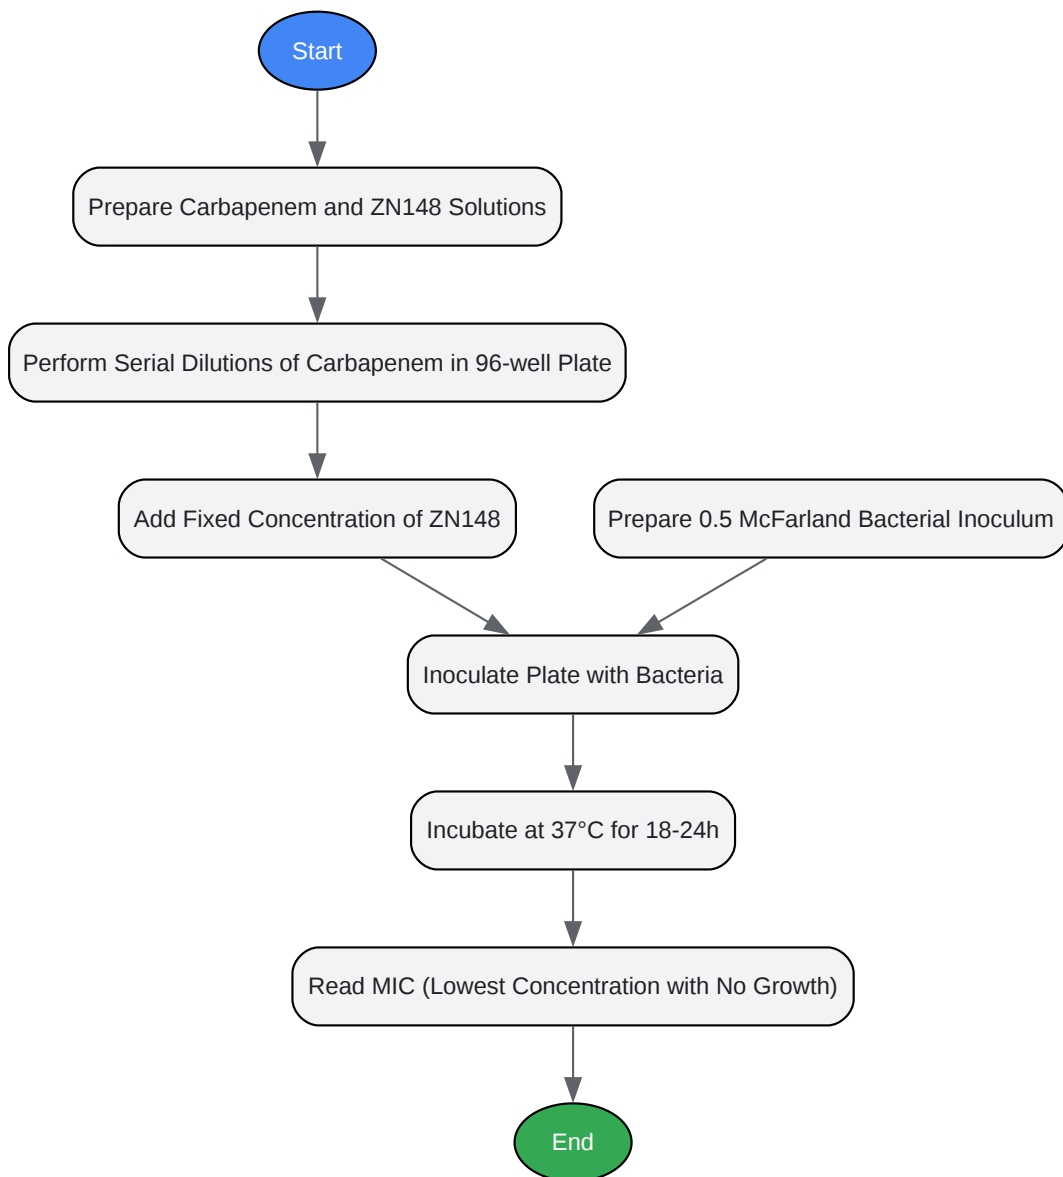 Start
Prepare Carbapenem and ZN148 Solutions
Perform Serial Dilutions of Carbapenem in 96-well Plate
Add Fixed Concentration of ZN148
Prepare 0.5 McFarland Bacterial Inoculum
Inoculate Plate with Bacteria
Incubate at 37°C for 18-24h
Read MIC (Lowest Concentration with No Growth)
End